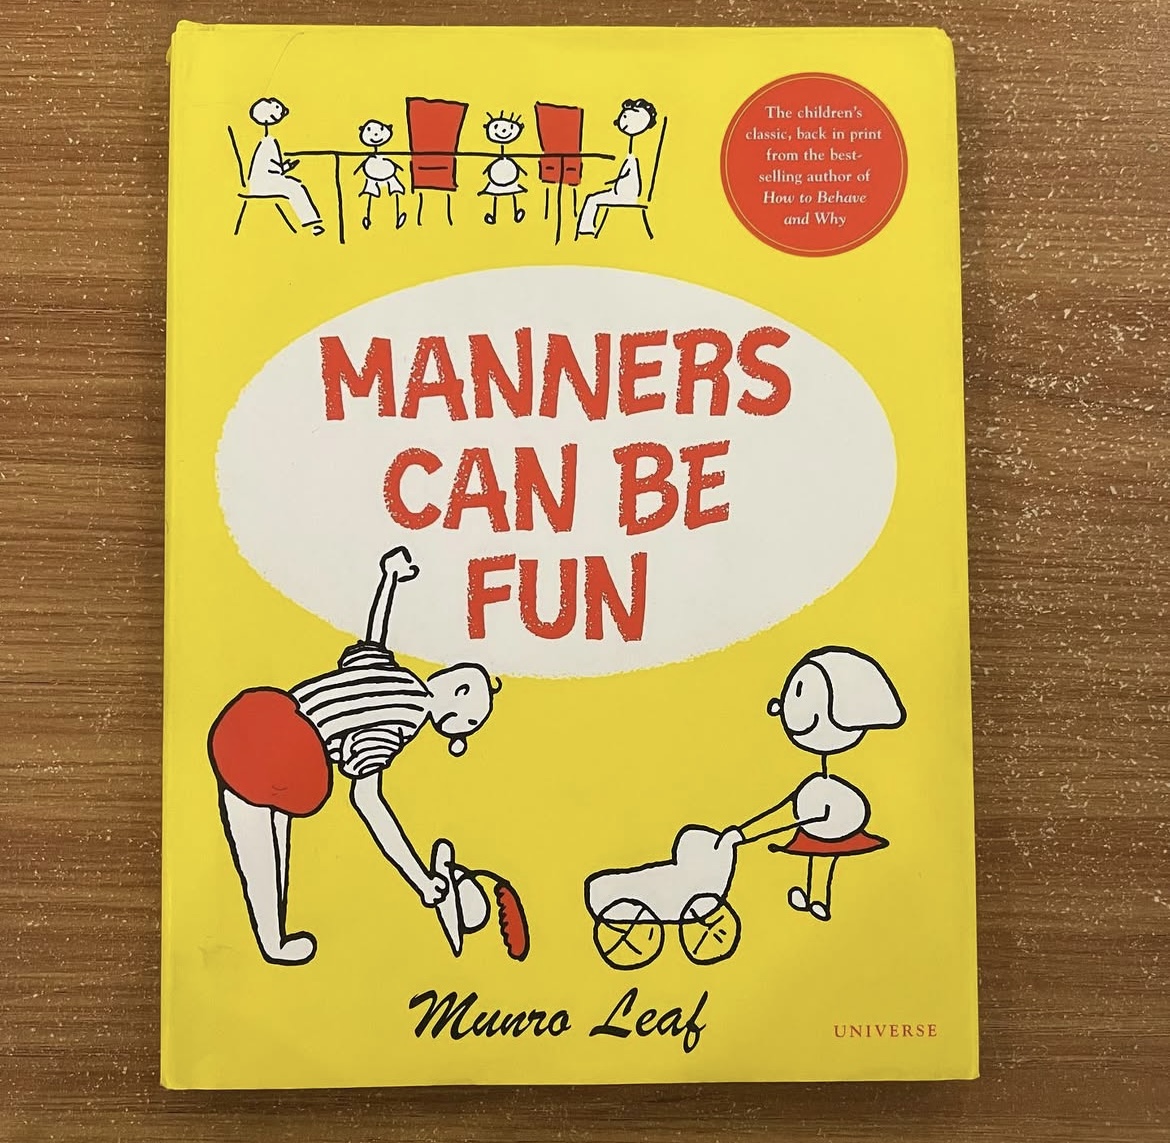 The children's
classic, back in print
from the best-
selling author of
How to Behave
and Why
MANNERS
CAN BE
FUN
Munro Leaf
UNIVERSE